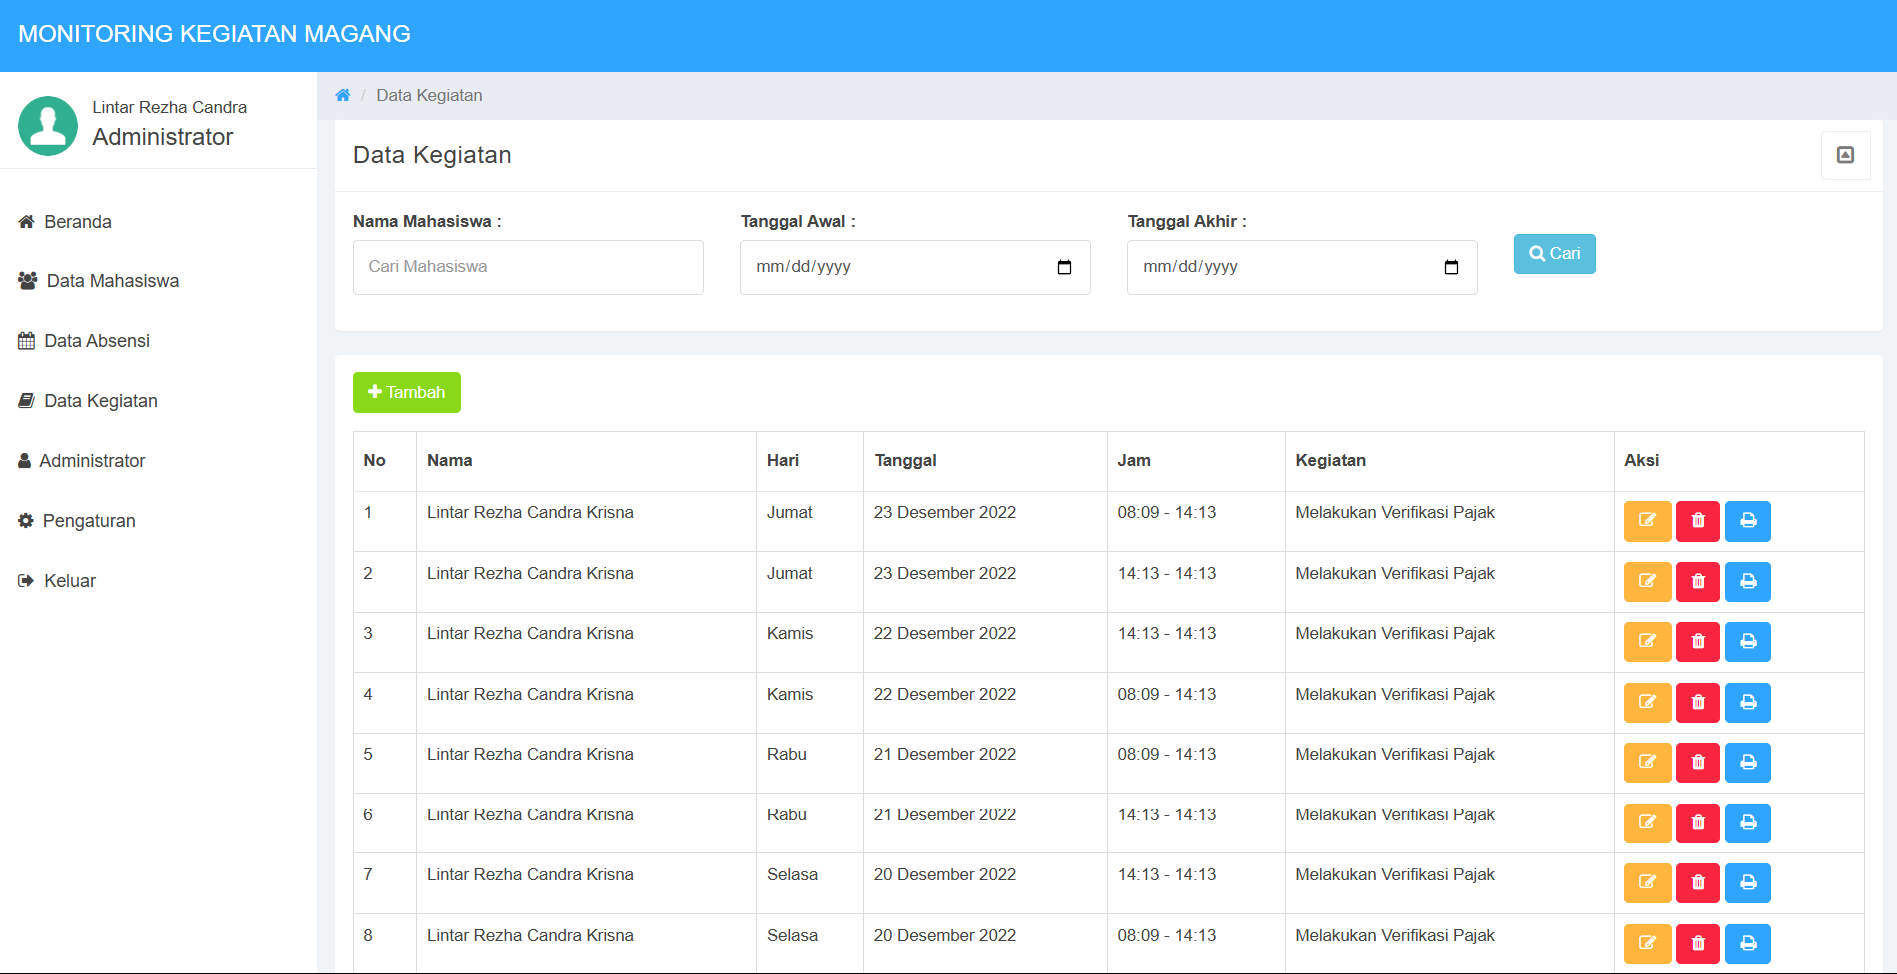 MONITORING KEGIATAN MAGANG
Lintar Rezha Candra
Administrator
Beranda
Data Mahasiswa
Data Absensi
Data Kegiatan
Administrator
Pengaturan
Keluar
/ Data Kegiatan
Data Kegiatan
Nama Mahasiswa : Tanggal Awal : Tanggal Akhir :
Cari Mahasiswa mm/dd/yyyy mm/dd/yyyy Cari
Tambah
No Nama Hari Tanggal Jam Kegiatan Aksi
1 Lintar Rezha Candra Krisna Jumat 23 Desember 2022 08:09 - 14:13 Melakukan Verifikasi Pajak
2 Lintar Rezha Candra Krisna Jumat 23 Desember 2022 14:13 - 14:13 Melakukan Verifikasi Pajak
3 Lintar Rezha Candra Krisna Kamis 22 Desember 2022 14:13 - 14:13 Melakukan Verifikasi Pajak
4 Lintar Rezha Candra Krisna Kamis 22 Desember 2022 08:09 - 14:13 Melakukan Verifikasi Pajak
5 Lintar Rezha Candra Krisna Rabu 21 Desember 2022 08:09 - 14:13 Melakukan Verifikasi Pajak
6 Lintar Rezha Candra Krisna Rabu 21 Desember 2022 14:13 - 14:13 Melakukan Verifikasi Pajak
7 Lintar Rezha Candra Krisna Selasa 20 Desember 2022 14:13 - 14:13 Melakukan Verifikasi Pajak
8 Lintar Rezha Candra Krisna Selasa 20 Desember 2022 08:09 - 14:13 Melakukan Verifikasi Pajak